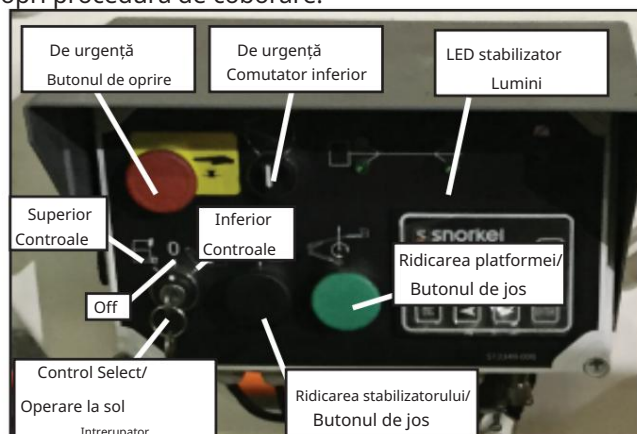 opri procedura de coborâre.
De urgență
Butonul de oprire
De urgență
Comutator inferior
LED stabilizator
Lumini
Superior
Controale
0
Inferior
Controale
Off
snorkel
Ridicarea platformei/
Butonul de jos
Control Select/
Operare la sol
Intrerupator
Ridicarea stabilizatorului/
Butonul de jos